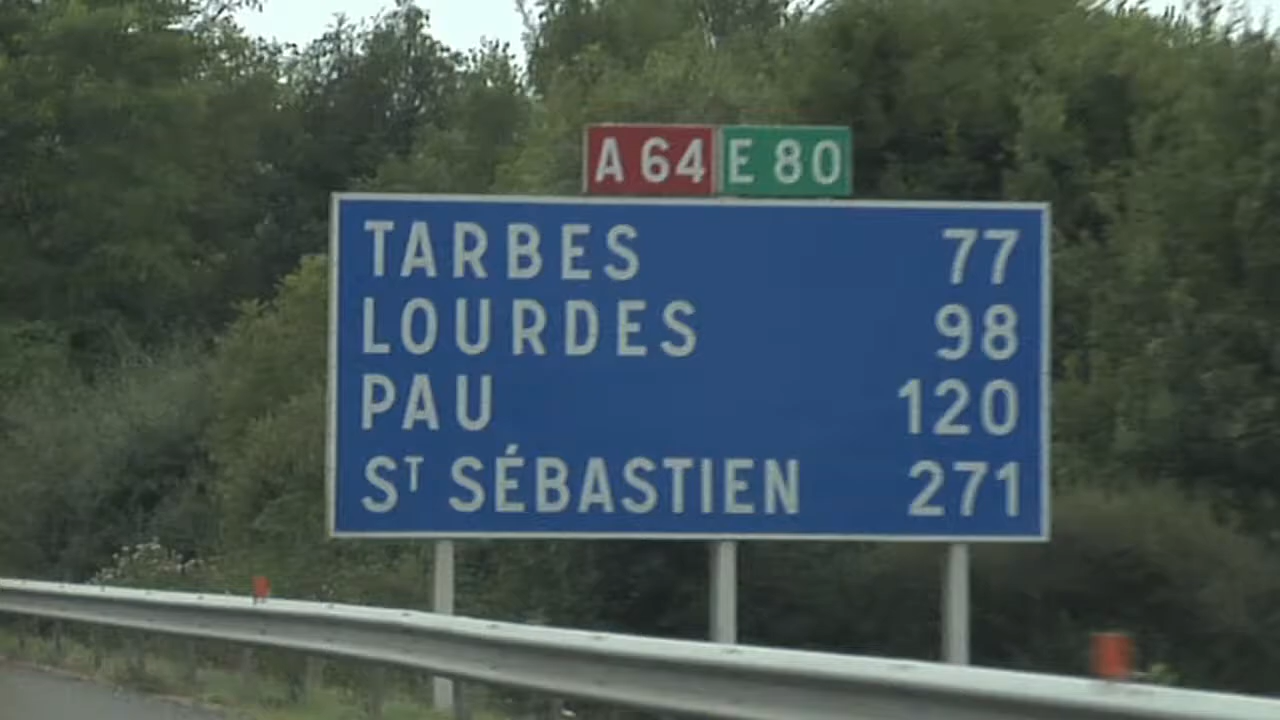 A 64 E 80
TARBES 77
LOURDES 98
PAU 120
ST SÉBASTIEN 271